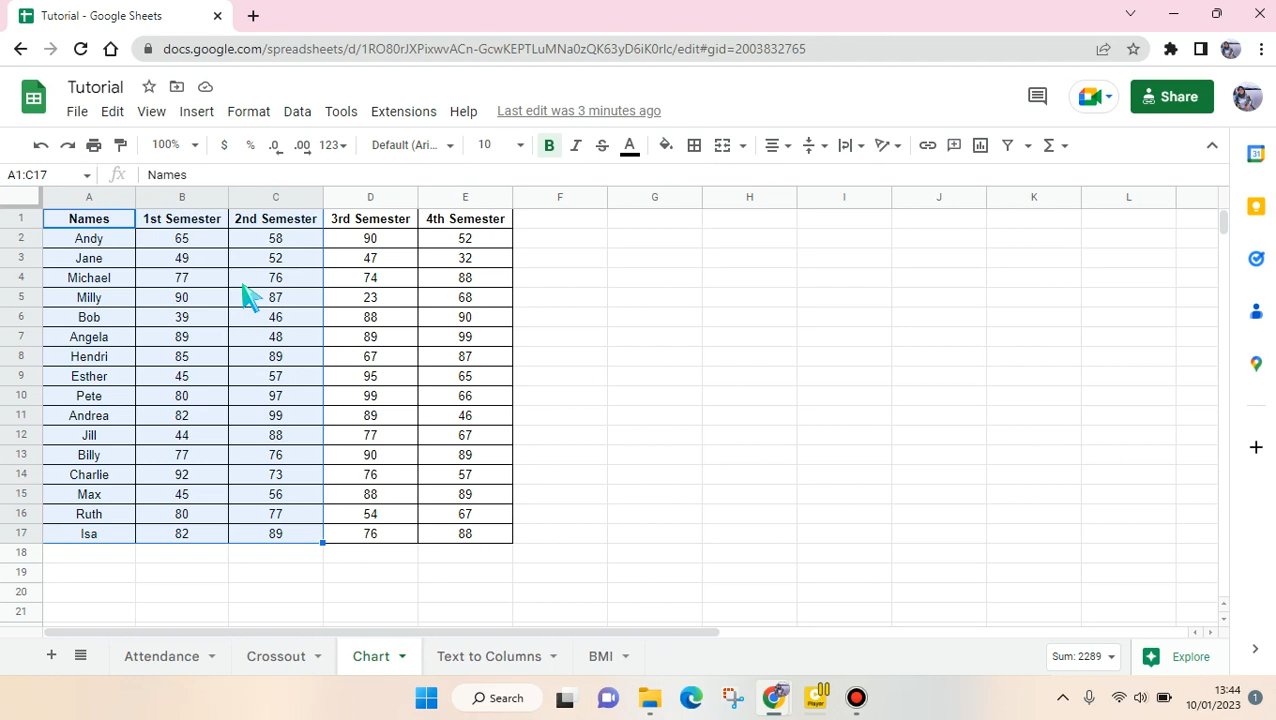 Tutorial - Google Sheets
docs.google.com/spreadsheets/d/1RO80rJXPixwvACn-GcwKEPTLuMNa0zQK63yD6iK0rlc/edit#gid=2003832765
Tutorial
File Edit View Insert Format Data Tools Extensions Help Last edit was 3 minutes ago
Share
100% $ % .0 .00 123 Default (Ari... 10 B I S A Σ
A1:C17 fx Names
A B C D E F G H I J K L
1 Names 1st Semester 2nd Semester 3rd Semester 4th Semester
2 Andy 65 58 90 52
3 Jane 49 52 47 32
4 Michael 77 76 74 88
5 Milly 90 87 23 68
6 Bob 39 46 88 90
7 Angela 89 48 89 99
8 Hendri 85 89 67 87
9 Esther 45 57 95 65
10 Pete 80 97 99 66
11 Andrea 82 99 89 46
12 Jill 44 88 77 67
13 Billy 77 76 90 89
14 Charlie 92 73 76 57
15 Max 45 56 88 89
16 Ruth 80 77 54 67
17 Isa 82 89 76 88
18
19
20
21
Attendance Crossout Chart Text to Columns BMI Sum: 2289 Explore
Search
Player
13:44
10/01/2023
1
31